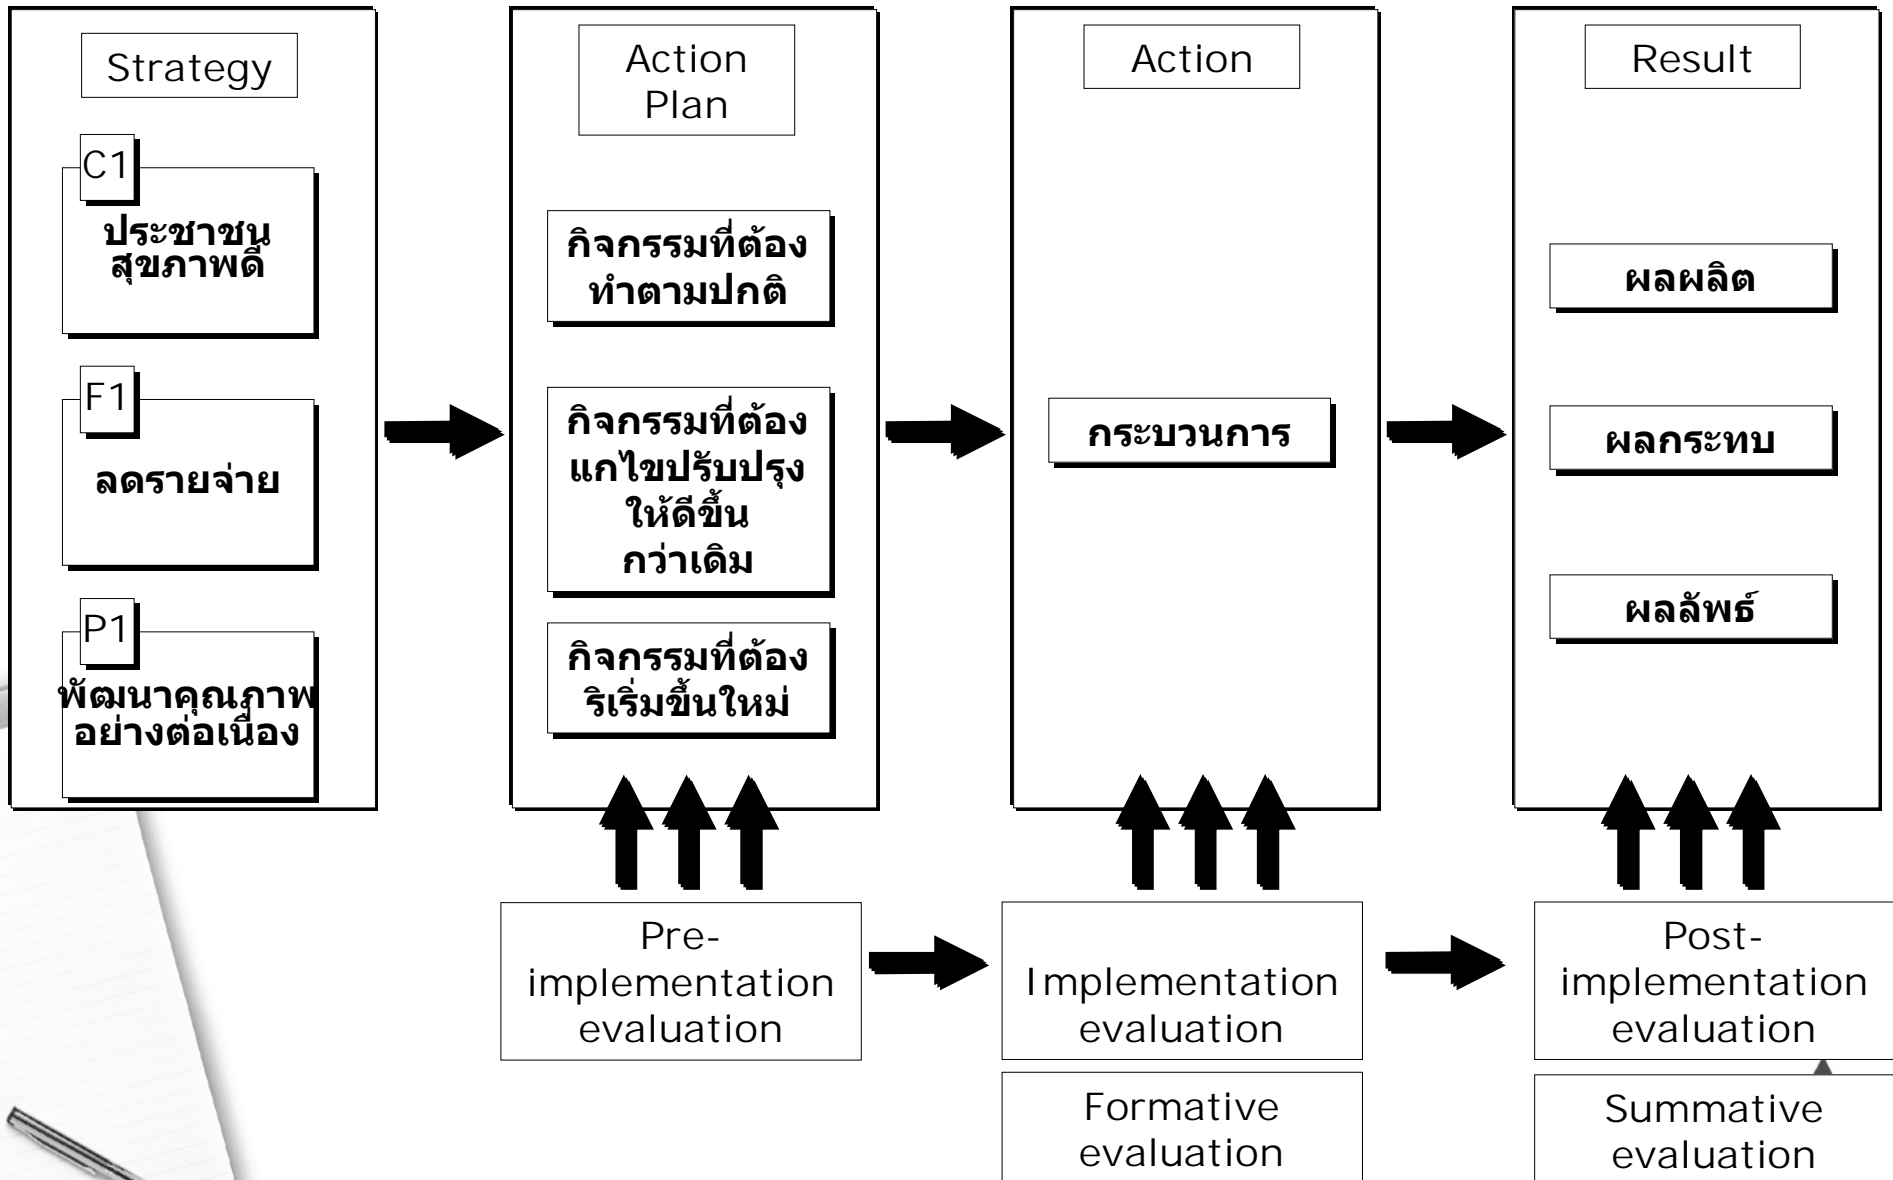 Strategy
C1
ประชาชน
สุขภาพดี
F1
ลดรายจ่าย
P1
พัฒนาคุณภาพ
อย่างต่อเนื่อง
Action
Plan
กิจกรรมที่ต้อง
ทำตามปกติ
กิจกรรมที่ต้อง
แกไขปรับปรุง
ให้ดีขึ้น
กว่าเดิม
กิจกรรมที่ต้อง
ริเริ่มขึ้นใหม่
Action
กระบวนการ
Result
ผลผลิต
ผลกระทบ
ผลลัพธ์
Pre-
implementation
evaluation
Implementation
evaluation
Formative
evaluation
Post-
implementation
evaluation
Summative
evaluation